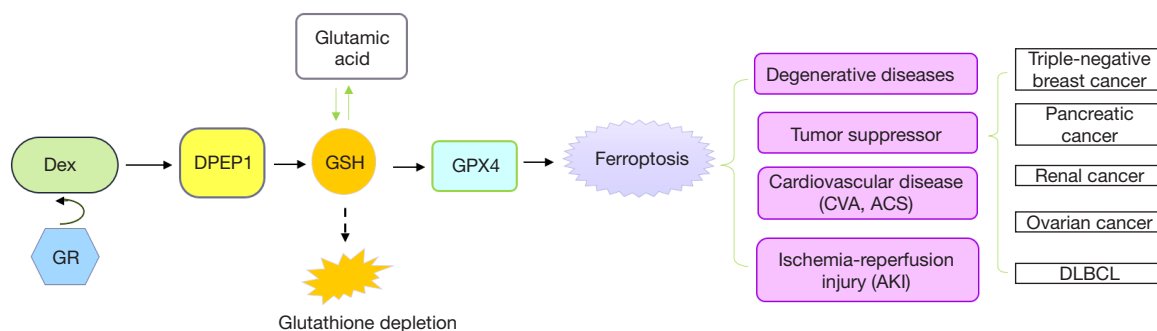 Glutamic
acid
Dex
DPEP1
GSH
GPX4
Ferroptosis
GR
Glutathione depletion
Degenerative diseases
Tumor suppressor
Cardiovascular disease
(CVA, ACS)
Ischemia-reperfusion
injury (AKI)
Triple-negative
breast cancer
Pancreatic
cancer
Renal cancer
Ovarian cancer
DLBCL